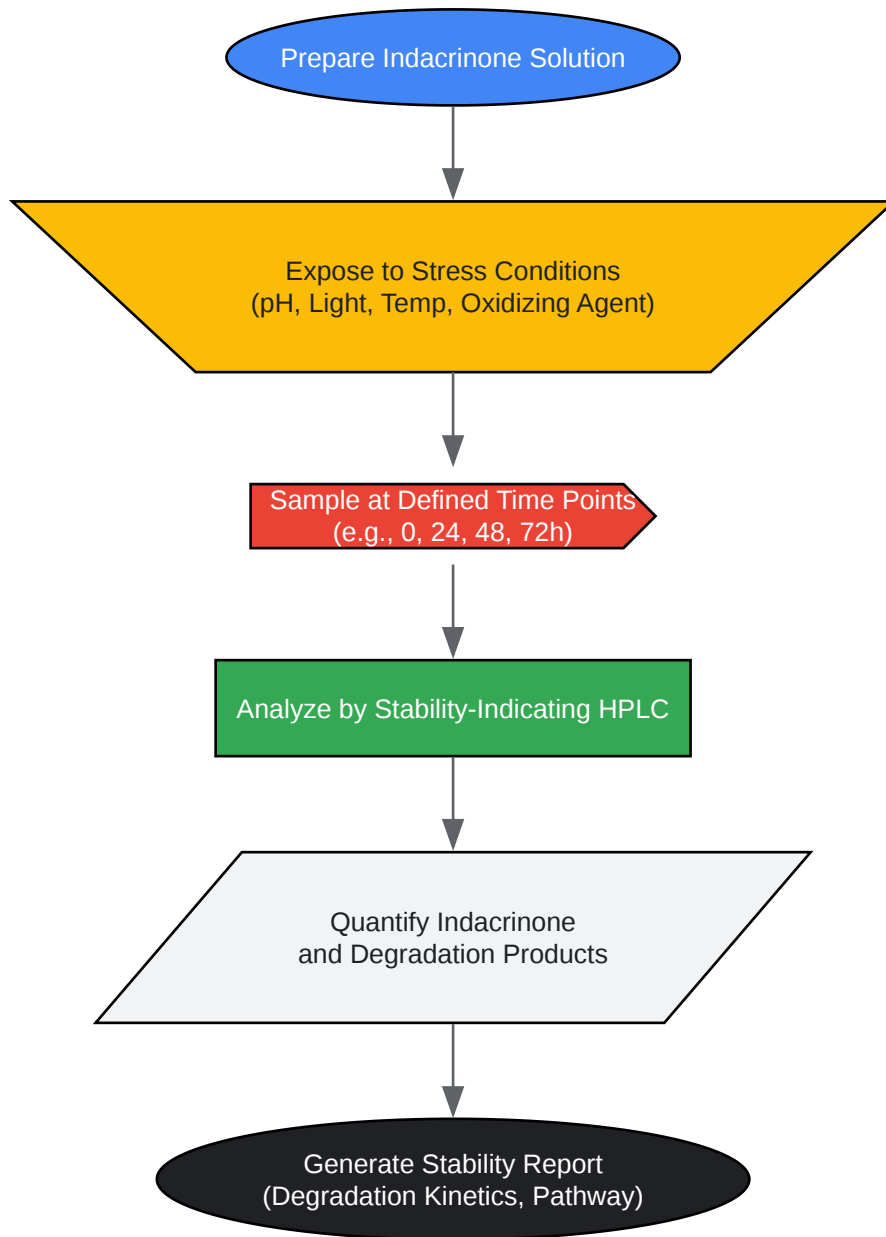 Prepare Indacrinone Solution
Expose to Stress Conditions
(pH, Light, Temp, Oxidizing Agent)
Sample at Defined Time Points
(e.g., 0, 24, 48, 72h)
Analyze by Stability-Indicating HPLC
Quantify Indacrinone
and Degradation Products
Generate Stability Report
(Degradation Kinetics, Pathway)